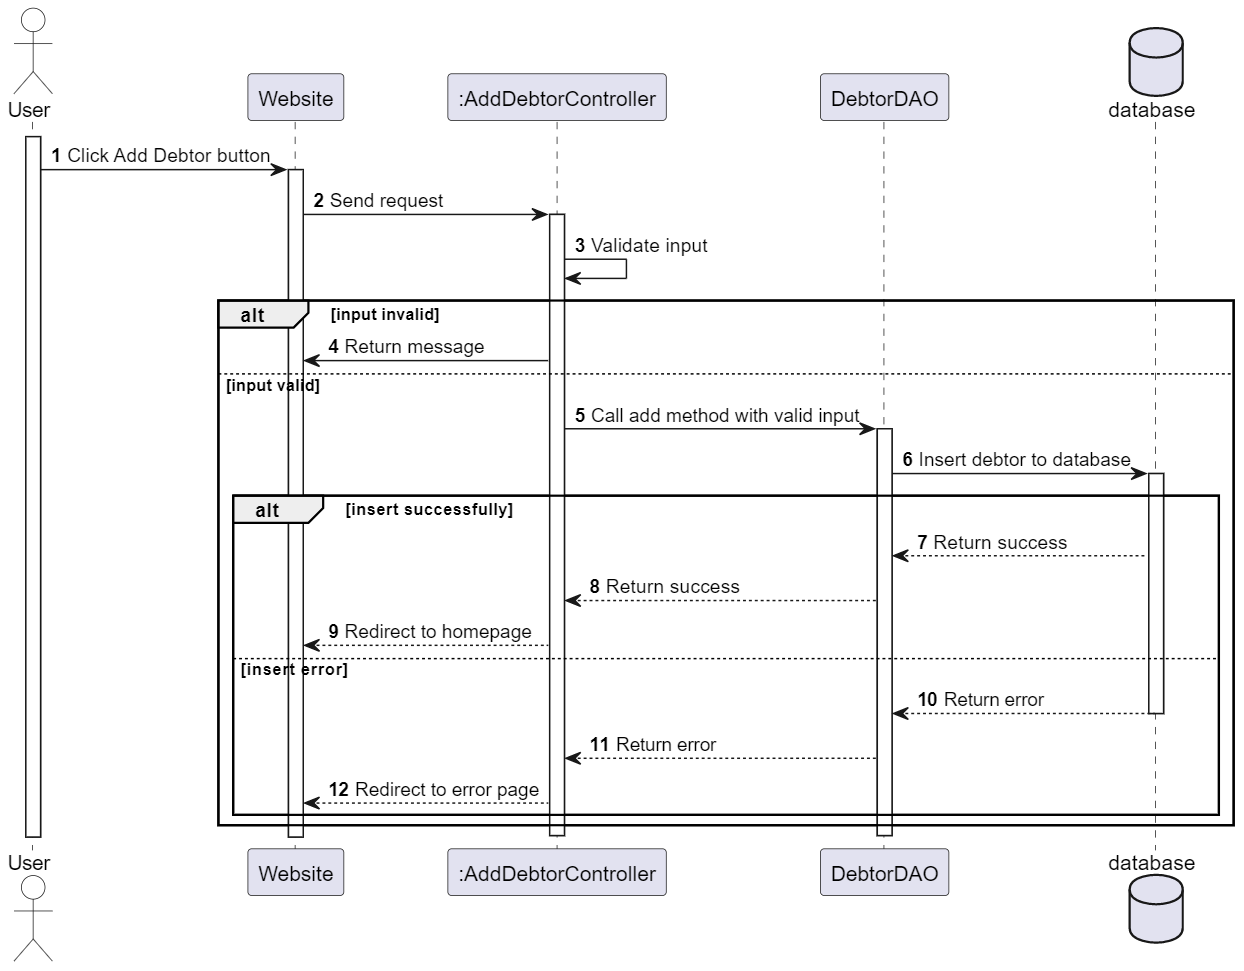 User
Website
:AddDebtorController
DebtorDAO
database
1 Click Add Debtor button
2 Send request
3 Validate input
alt [input invalid]
4 Return message
[input valid]
5 Call add method with valid input
6 Insert debtor to database
alt [insert successfully]
7 Return success
8 Return success
9 Redirect to homepage
[insert error]
10 Return error
11 Return error
12 Redirect to error page
User
Website
:AddDebtorController
DebtorDAO
database